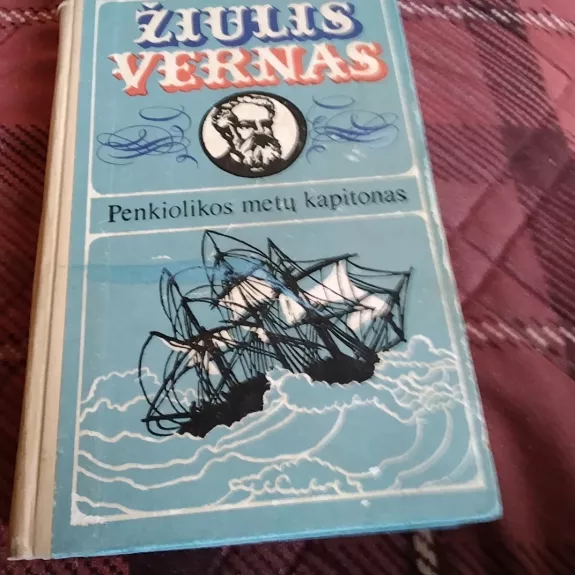 ŽIULIS
VERNAS
Penkiolikos metų kapitonas